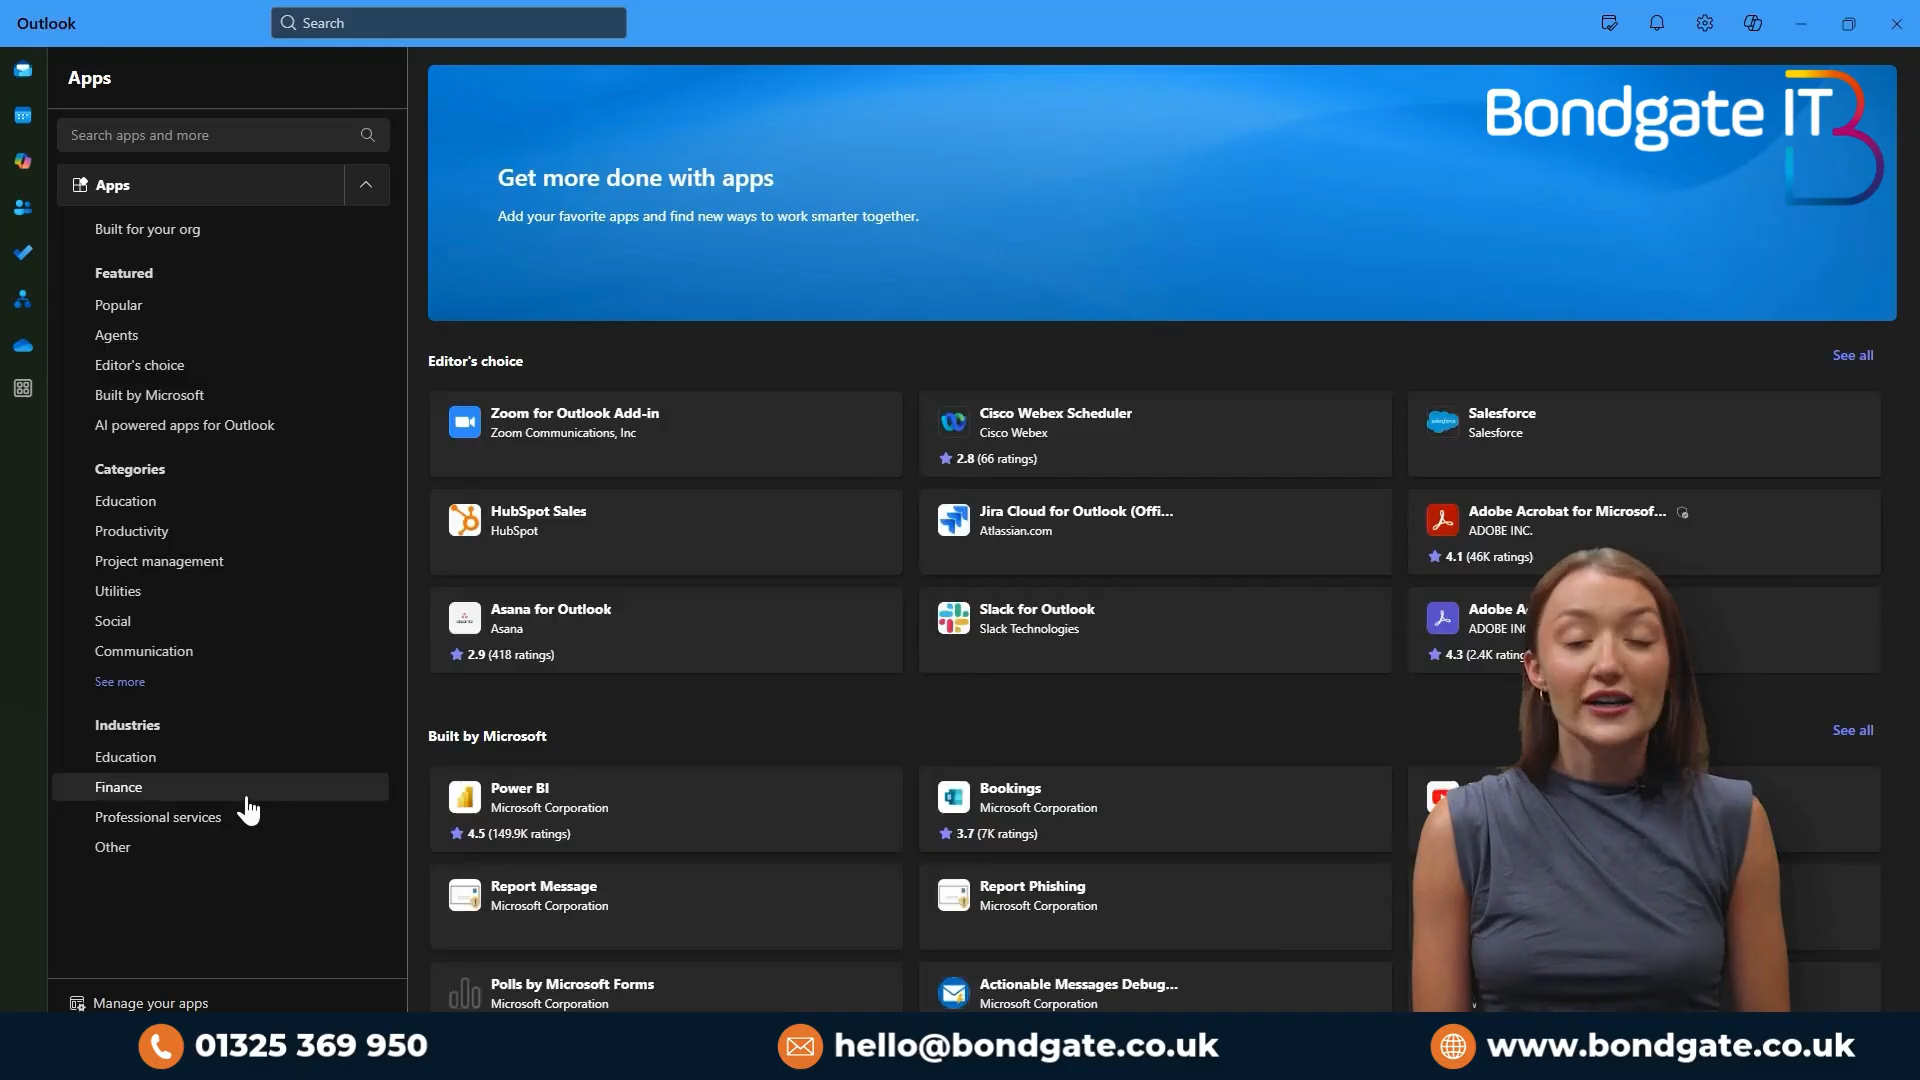 Outlook
Search
Apps
Search apps and more
Apps
Built for your org
Featured
Popular
Agents
Editor's choice
Built by Microsoft
AI powered apps for Outlook
Categories
Education
Productivity
Project management
Utilities
Social
Communication
See more
Industries
Education
Finance
Professional services
Other
Manage your apps
Bondgate IT
Get more done with apps
Add your favorite apps and find new ways to work smarter together.
Editor's choice
See all
Zoom for Outlook Add-in
Zoom Communications, Inc
Cisco Webex Scheduler
Cisco Webex
2.8 (66 ratings)
Salesforce
Salesforce
HubSpot Sales
HubSpot
Jira Cloud for Outlook (Offi...
Atlassian.com
Adobe Acrobat for Microsof...
ADOBE INC.
4.1 (46K ratings)
Asana for Outlook
Asana
2.9 (418 ratings)
Slack for Outlook
Slack Technologies
Adobe
ADOBE
4.3 (2.4K
Built by Microsoft
See all
Power BI
Microsoft Corporation
4.5 (149.9K ratings)
Bookings
Microsoft Corporation
3.7 (7K ratings)
Report Message
Microsoft Corporation
Report Phishing
Microsoft Corporation
Polls by Microsoft Forms
Microsoft Corporation
Actionable Messages Debug...
Microsoft Corporation
01325 369 950
hello@bondgate.co.uk
www.bondgate.co.uk